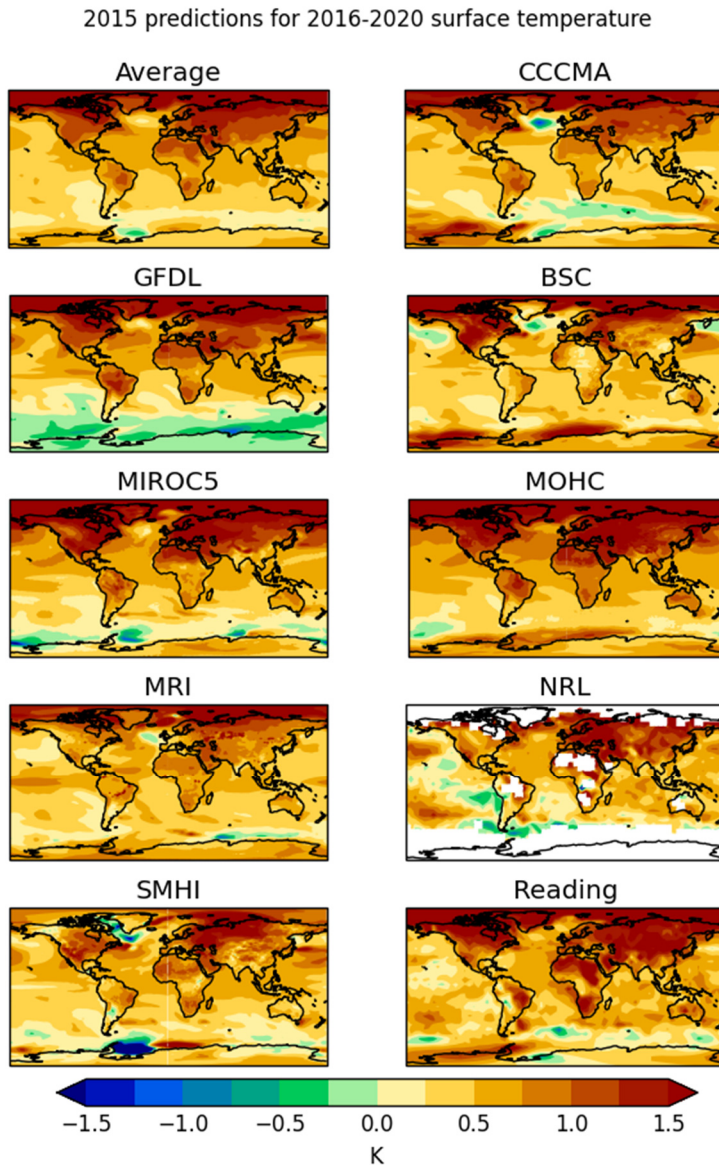 2015 predictions for 2016-2020 surface temperature
Average
CCCMA
GFDL
BSC
MIROC5
MOHC
MRI
NRL
SMHI
Reading
−1.5 −1.0 −0.5 0.0 0.5 1.0 1.5
K